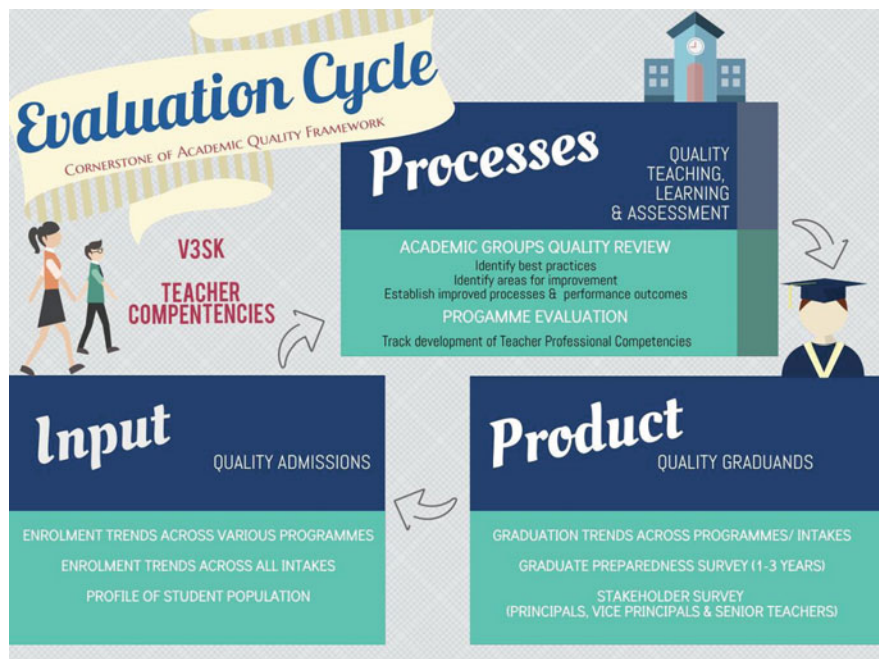 Evaluation Cycle
CORNERSTONE OF ACADEMIC QUALITY FRAMEWORK
V3SK
TEACHER
COMPENTENCIES
Processes
QUALITY
TEACHING,
LEARNING
& ASSESSMENT
ACADEMIC GROUPS QUALITY REVIEW
Identify best practices
Identify areas for improvement
Establish improved processes & performance outcomes
PROGAMME EVALUATION
Track development of Teacher Professional Competencies
Input
QUALITY ADMISSIONS
ENROLMENT TRENDS ACROSS VARIOUS PROGRAMMES
ENROLMENT TRENDS ACROSS ALL INTAKES
PROFILE OF STUDENT POPULATION
Product
QUALITY GRADUANDS
GRADUATION TRENDS ACROSS PROGRAMMES/ INTAKES
GRADUATE PREPAREDNESS SURVEY (1-3 YEARS)
STAKEHOLDER SURVEY
(PRINCIPALS, VICE PRINCIPALS & SENIOR TEACHERS)